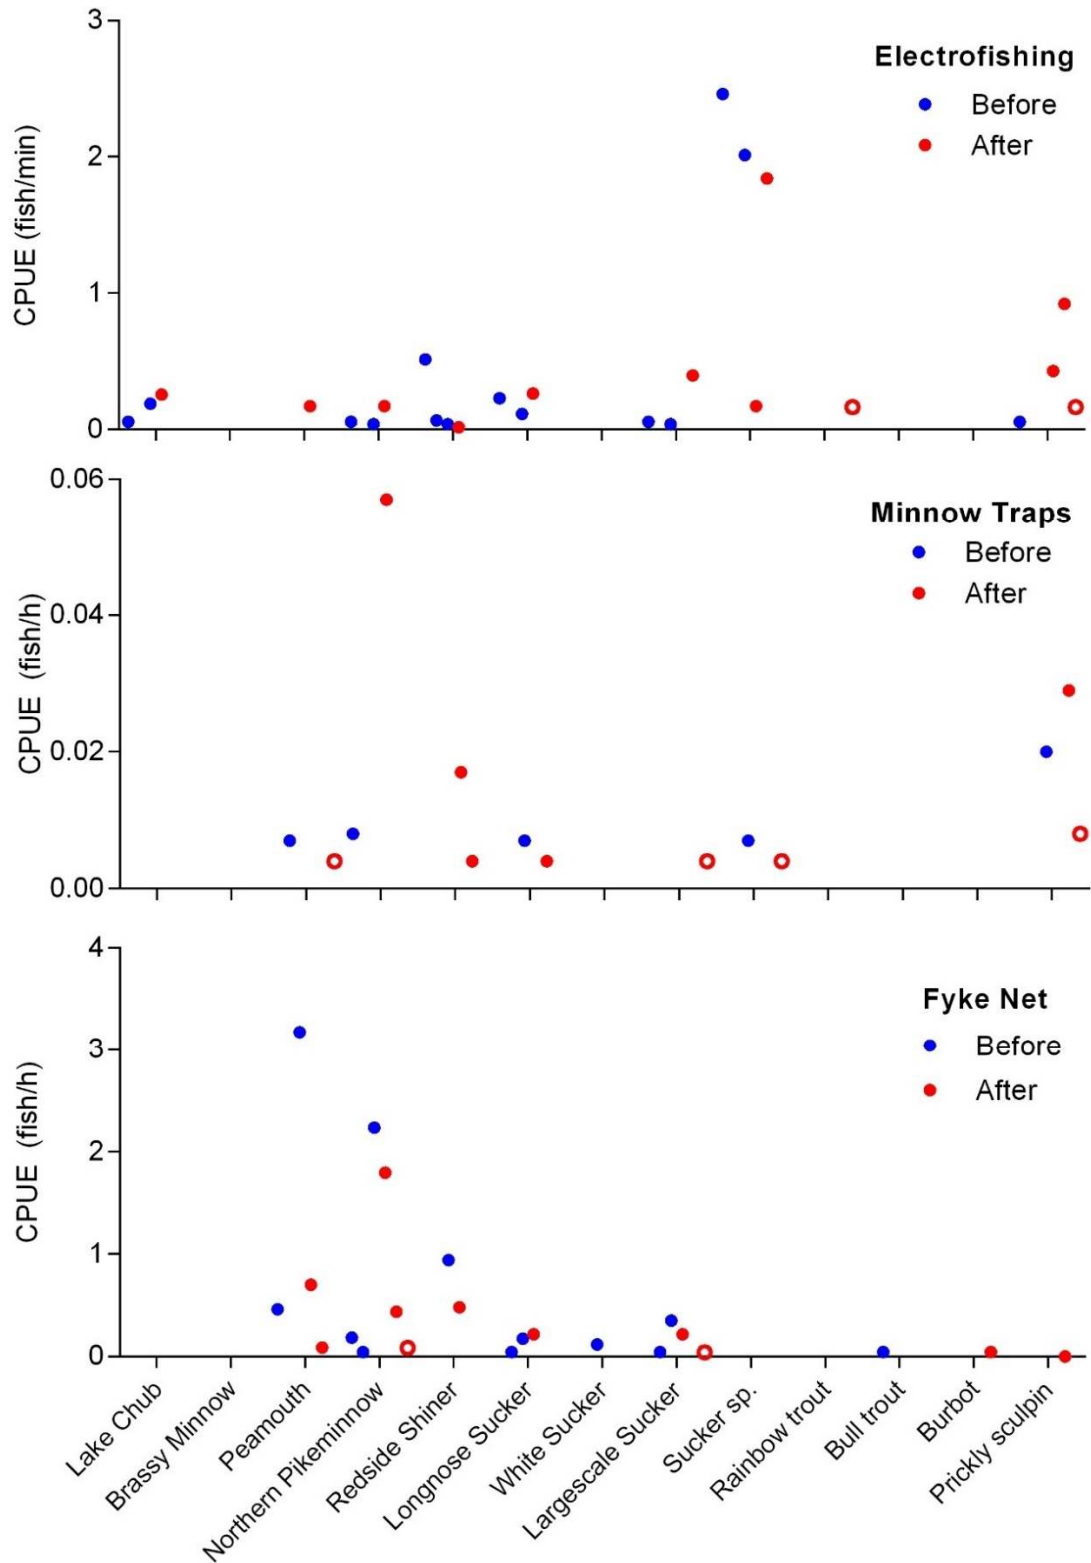 3
2
1
0
CPUE (fish/min)
Electrofishing
Before
After
0.06
0.04
0.02
0.00
CPUE (fish/h)
Minnow Traps
Before
After
4
3
2
1
0
CPUE (fish/h)
Fyke Net
Before
After
Lake Chub
Brassy Minnow
Peamouth
Northern Pikeminnow
Redside Shiner
Longnose Sucker
White Sucker
Largescale Sucker
Sucker sp.
Rainbow trout
Bull trout
Burbot
Prickly sculpin